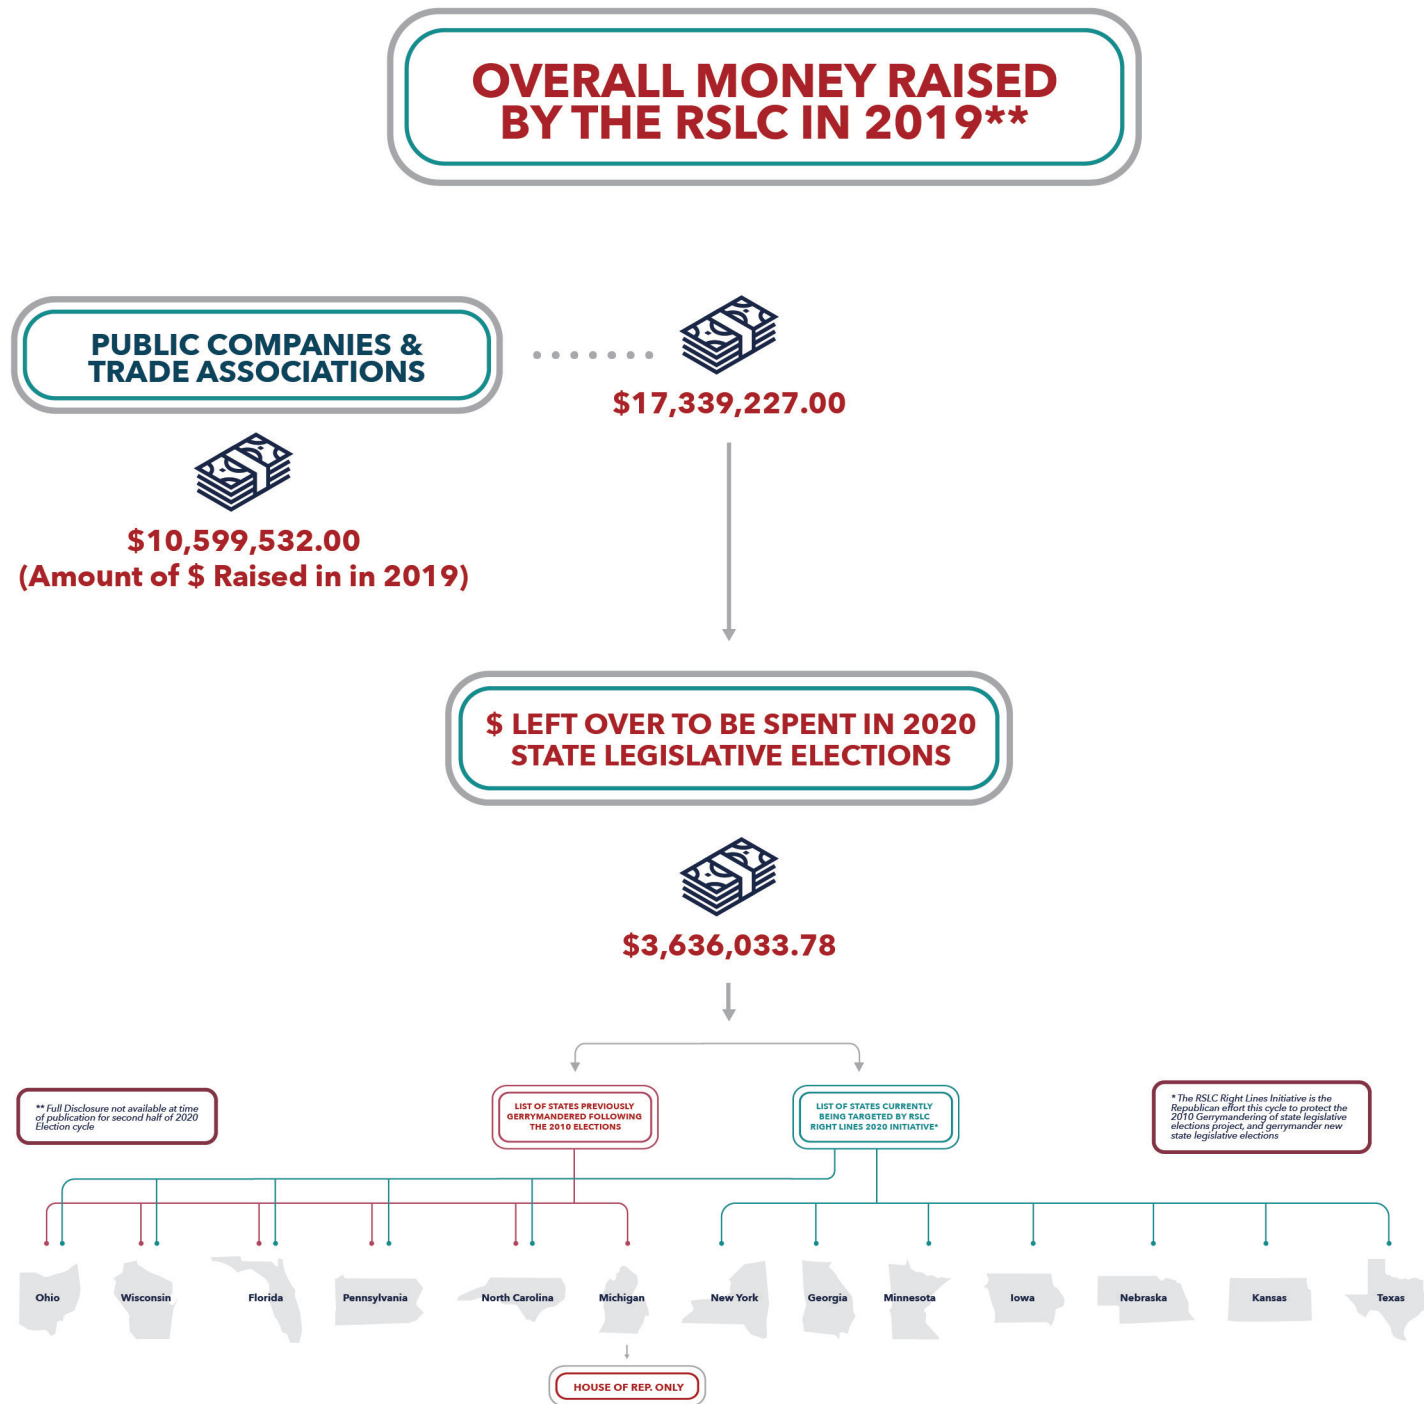 OVERALL MONEY RAISED
BY THE RSLC IN 2019**
PUBLIC COMPANIES &
TRADE ASSOCIATIONS
$17,339,227.00
$10,599,532.00
(Amount of $ Raised in in 2019)
$ LEFT OVER TO BE SPENT IN 2020
STATE LEGISLATIVE ELECTIONS
$3,636,033.78
** Full Disclosure not available at time
of publication for second half of 2020
Election cycle
LIST OF STATES PREVIOUSLY
GERRYMANDERED FOLLOWING
THE 2010 ELECTIONS
LIST OF STATES CURRENTLY
BEING TARGETED BY RSLC
RIGHT LINES 2020 INITIATIVE*
* The RSLC Right Lines Initiative is the
Republican effort this cycle to protect the
2010 Gerrymandering of state legislative
elections project, and gerrymander new
state legislative elections
Ohio
Wisconsin
Florida
Pennsylvania
North Carolina
Michigan
New York
Georgia
Minnesota
Iowa
Nebraska
Kansas
Texas
HOUSE OF REP. ONLY